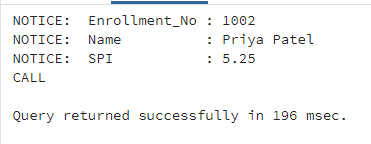 NOTICE:  Enrollment_No : 1002
NOTICE:  Name          : Priya Patel
NOTICE:  SPI           : 5.25
CALL
Query returned successfully in 196 msec.